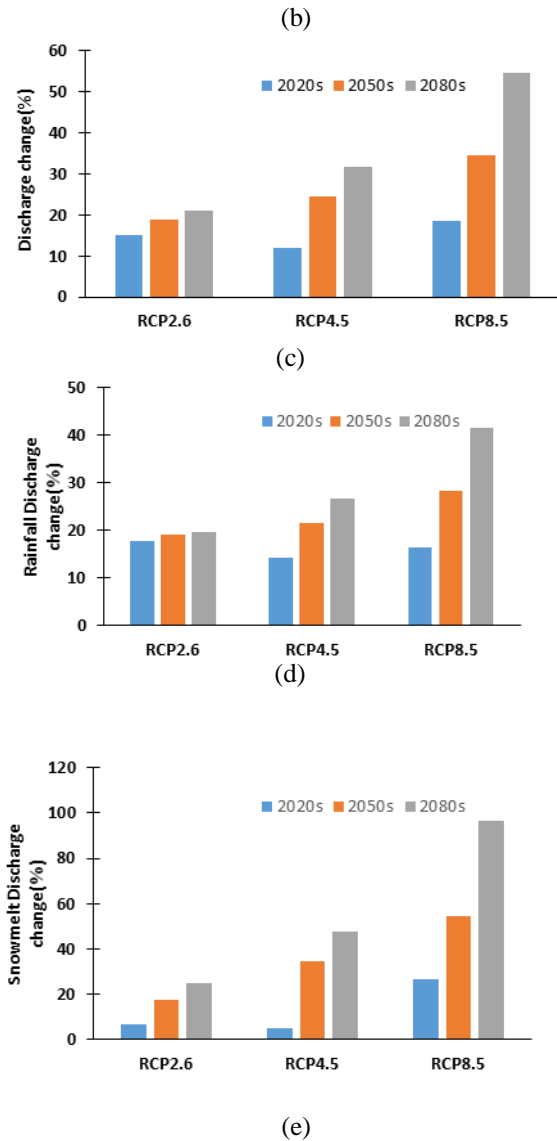 (b)
60
50
40
30
20
10
0
Discharge change(%)
2020s 2050s 2080s
RCP2.6 RCP4.5 RCP8.5
(c)
50
40
30
20
10
0
Rainfall Discharge
change(%)
2020s 2050s 2080s
RCP2.6 RCP4.5 RCP8.5
(d)
120
100
80
60
40
20
0
Snowmelt Discharge
change(%)
2020s 2050s 2080s
RCP2.6 RCP4.5 RCP8.5
(e)